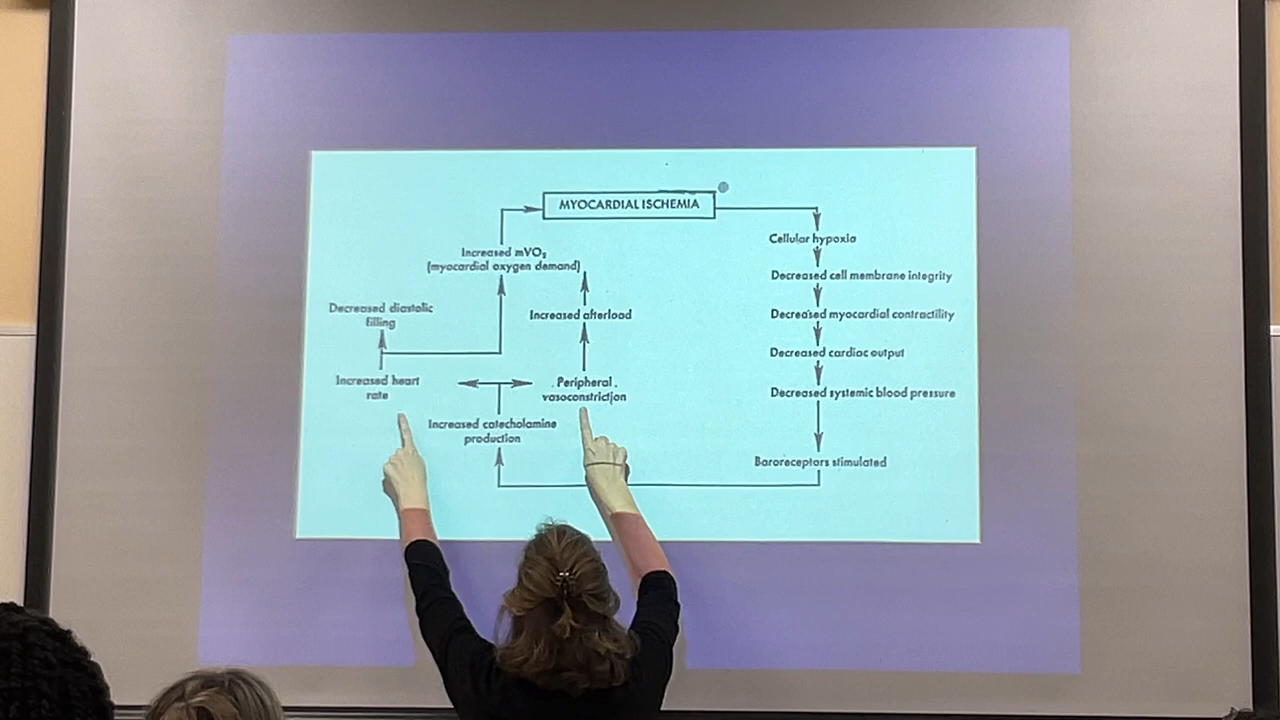 MYOCARDIAL ISCHEMIA
Increased mVO₂
(myocardial oxygen demand)
Decreased diastolic
filling
Increased afterload
Increased heart
rate
Peripheral
vasoconstriction
Increased catecholamine
production
Cellular hypoxia
Decreased cell membrane integrity
Decreased myocardial contractility
Decreased cardiac output
Decreased systemic blood pressure
Baroreceptors stimulated